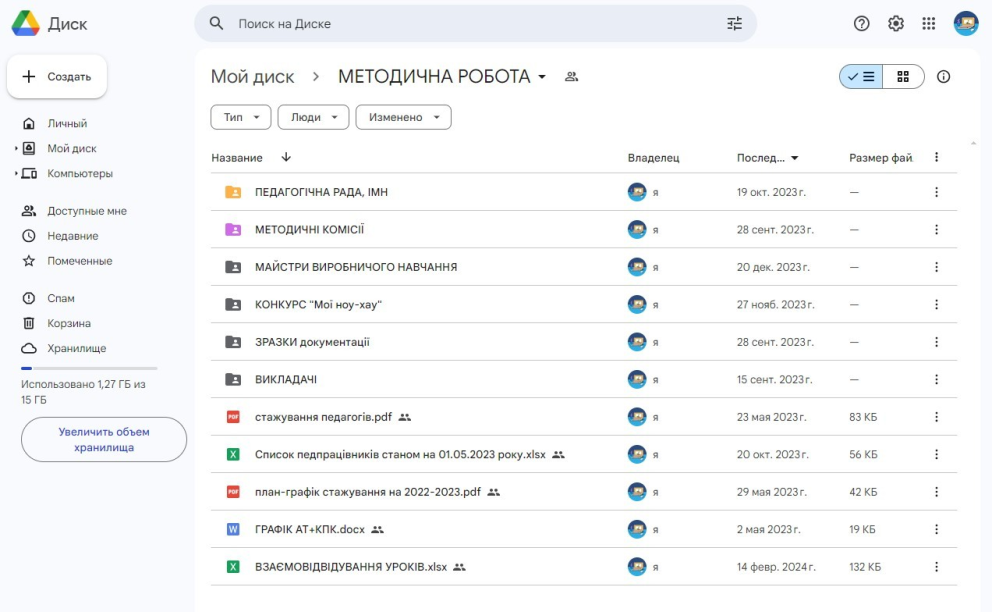 Диск
Поиск на Диске
Создать
Мой диск > МЕТОДИЧНА РОБОТА
Личный
Мой диск
Компьютеры
Доступные мне
Недавние
Помеченные
Спам
Корзина
Хранилище
Использовано 1,27 ГБ из
15 ГБ
Увеличить объем
хранилища
Тип Люди Изменено
Название Владелец Послед... Размер фай
ПЕДАГОГІЧНА РАДА, ІМН я 19 окт. 2023 г. —
МЕТОДИЧНІ КОМІСІЇ я 28 сент. 2023 г. —
МАЙСТРИ ВИРОБНИЧОГО НАВЧАННЯ я 20 дек. 2023 г. —
КОНКУРС "Мої ноу-хау" я 27 нояб. 2023 г. —
ЗРАЗКИ документації я 28 сент. 2023 г. —
ВИКЛАДАЧІ я 15 сент. 2023 г. —
PDF стажування педагогів.pdf я 23 мая 2023 г. 83 КБ
X Список педпрацівників станом на 01.05.2023 року.xlsx я 20 окт. 2023 г. 56 КБ
PDF план-графік стажування на 2022-2023.pdf я 29 мая 2023 г. 42 КБ
W ГРАФІК АТ+КПК.docx я 2 мая 2023 г. 19 КБ
X ВЗАЄМОВІДВІДУВАННЯ УРОКІВ.xlsx я 14 февр. 2024 г. 132 КБ